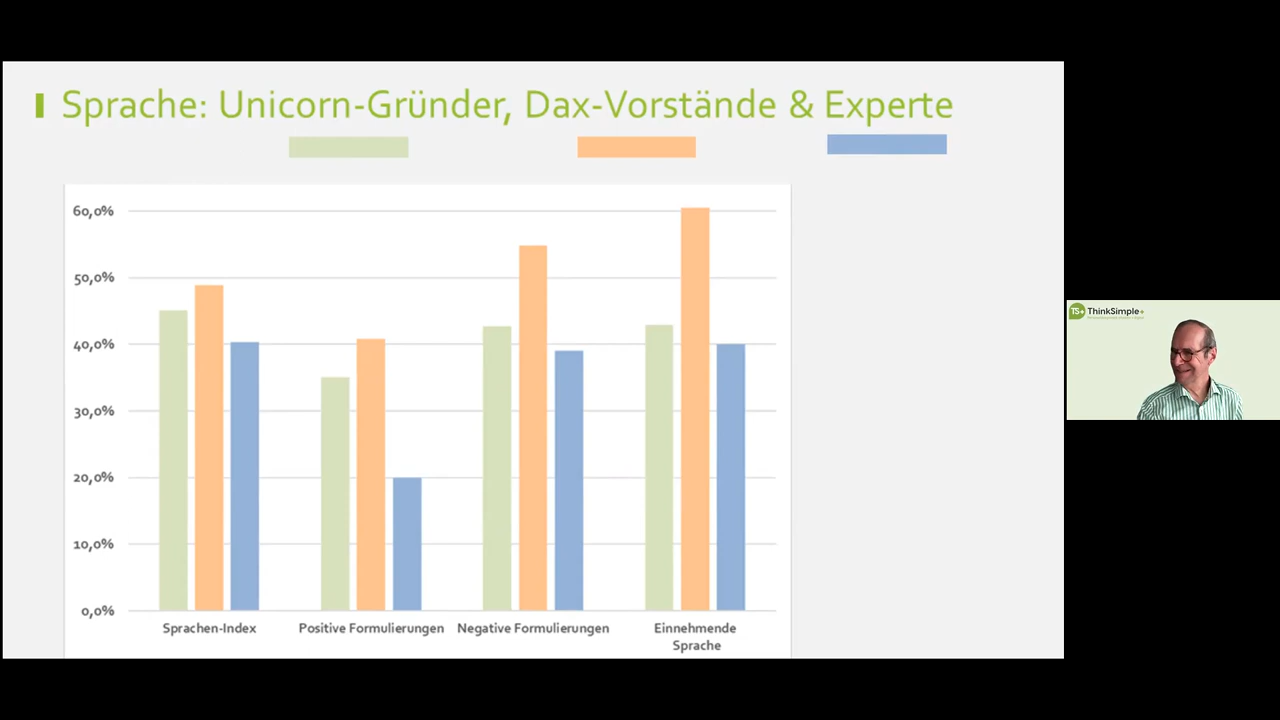 Sprache: Unicorn-Gründer, Dax-Vorstände & Experte
60,0%
50,0%
40,0%
30,0%
20,0%
10,0%
0,0%
Sprachen-Index
Positive Formulierungen
Negative Formulierungen
Einnehmende
Sprache
TS+ ThinkSimple+